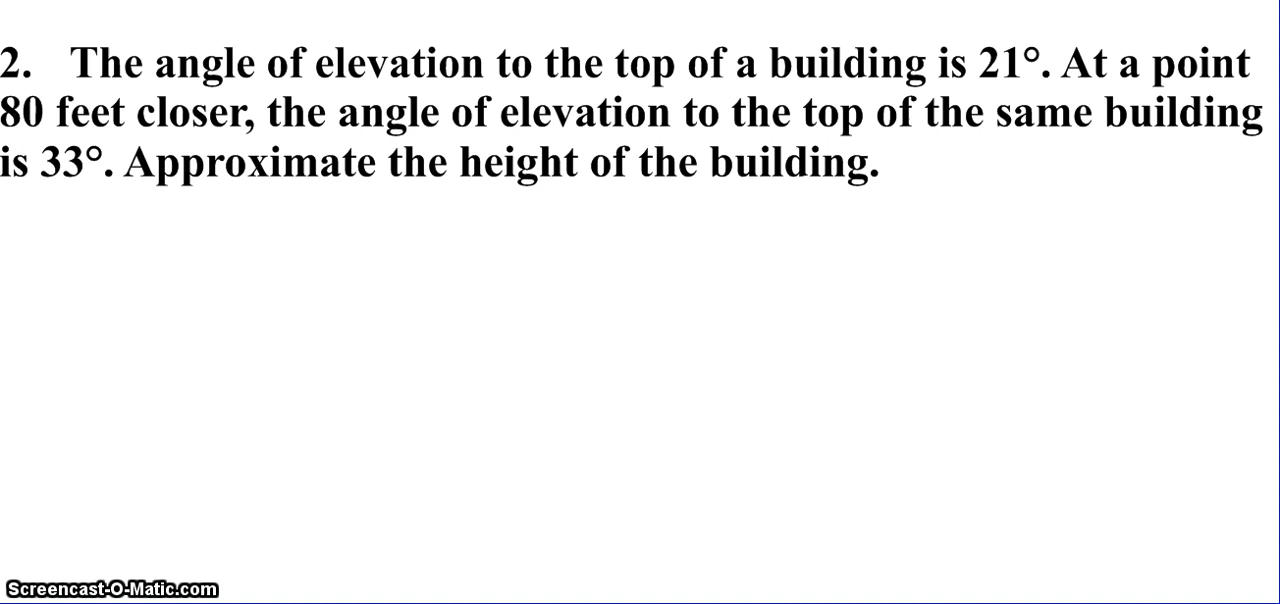 2. The angle of elevation to the top of a building is 21°. At a point
80 feet closer, the angle of elevation to the top of the same building
is 33°. Approximate the height of the building.
Screencast-O-Matic.com